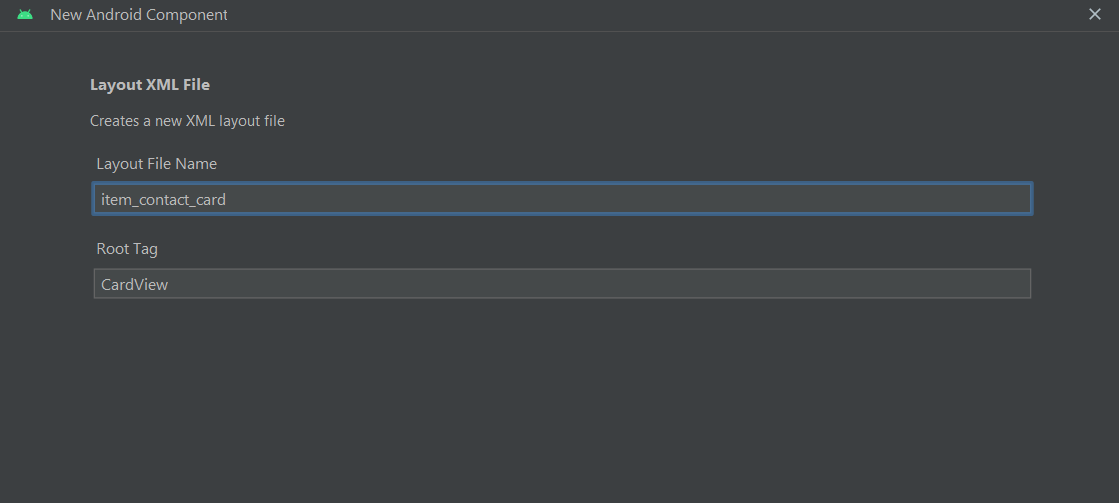 New Android Component
Layout XML File
Creates a new XML layout file
Layout File Name
item_contact_card
Root Tag
CardView